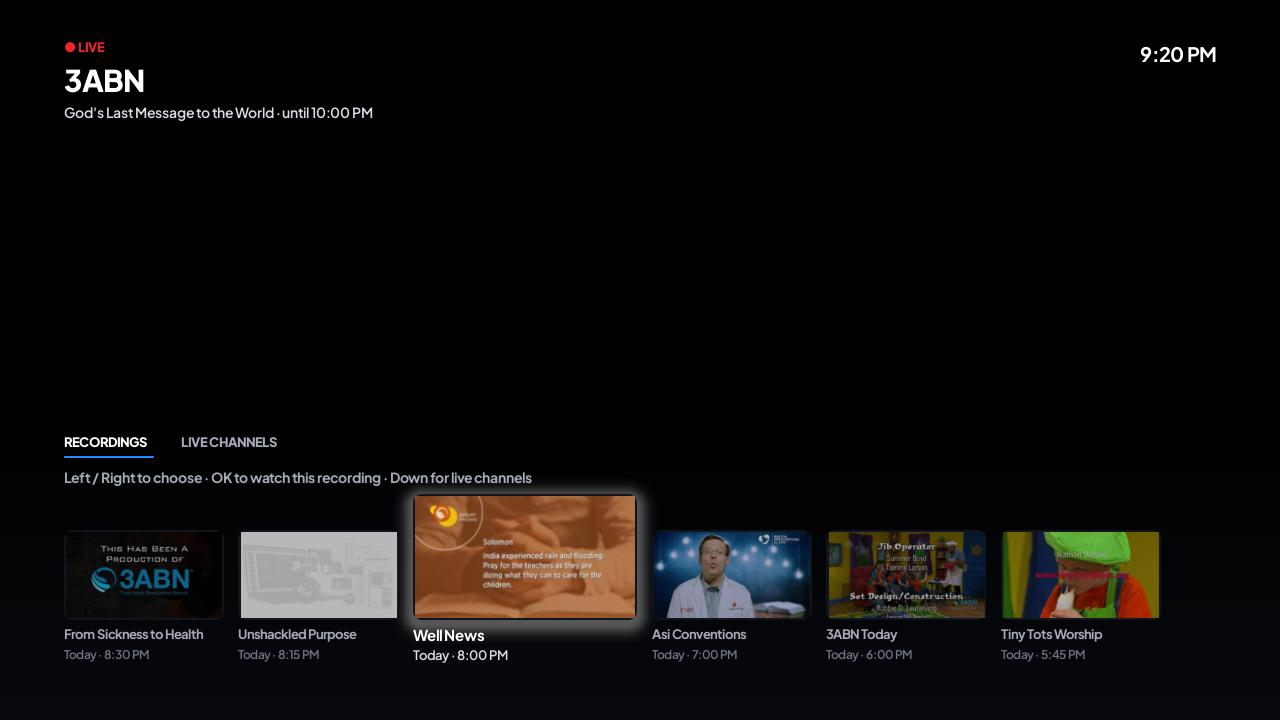 LIVE
3ABN
God's Last Message to the World · until 10:00 PM
9:20 PM
RECORDINGS
LIVE CHANNELS
Left / Right to choose · OK to watch this recording · Down for live channels
THIS HAS BEEN A
PRODUCTION OF
3ABN
Solomon
India experienced rain and flooding.
Pray for the teachers as they are
doing what they can to care for the
children.
Jib Operator
Summer Boyd
Tammy Larson
Set Design/Construction
From Sickness to Health
Today · 8:30 PM
Unshackled Purpose
Today · 8:15 PM
Well News
Today · 8:00 PM
Asi Conventions
Today · 7:00 PM
3ABN Today
Today · 6:00 PM
Tiny Tots Worship
Today · 5:45 PM